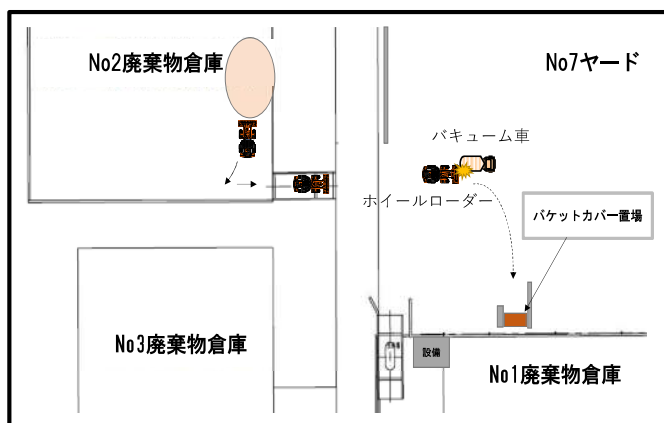 No2廃棄物倉庫
No7ヤード
バキューム車
ホイールローダー
バケットカバー置場
No3廃棄物倉庫
設備
No1廃棄物倉庫